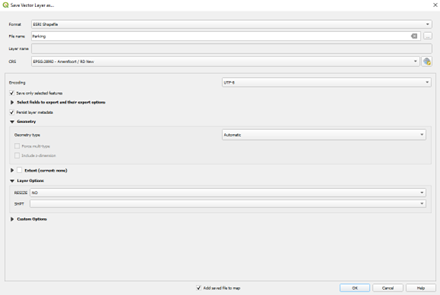 Save Vector Layer as...
Format ESRI Shapefile
File name Parking
Layer name
CRS EPSG:28992 - Amersfoort / RD New
Encoding UTF-8
Save only selected features
Select fields to export and their export options
Persist layer metadata
Geometry
Geometry type Automatic
Force multi-type
Include z-dimension
Extent (current: none)
Layer Options
RESIZE NO
SHPT
Custom Options
Add saved file to map
OK Cancel Help